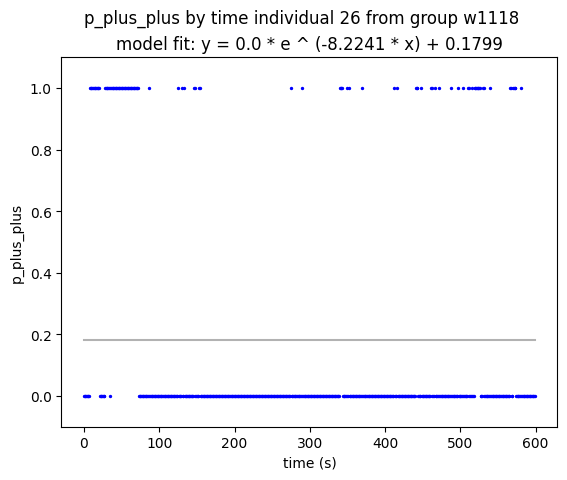 p_plus_plus by time individual 26 from group w1118
model fit: y = 0.0 * e ^ (-8.2241 * x) + 0.1799
1.0
0.8
0.6
0.4
0.2
0.0
p_plus_plus
0 100 200 300 400 500 600
time (s)